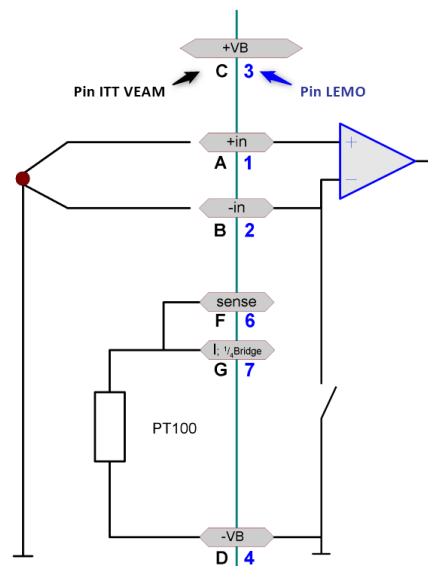 +VB
C 3
Pin ITT VEAM
Pin LEMO
+in
A 1
+
-in
B 2
−
sense
F 6
I; 1/4Bridge
G 7
PT100
-VB
D 4